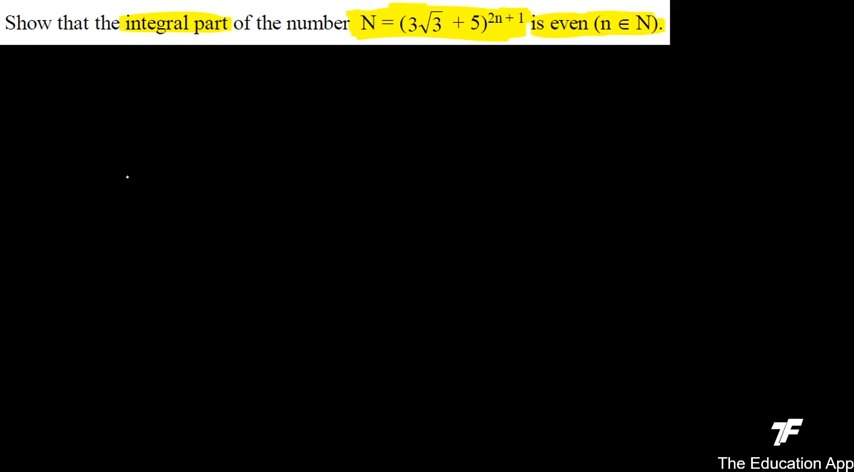 Show that the integral part of the number N = (3√3 + 5)²ⁿ⁺¹ is even (n ∈ N).
The Education App